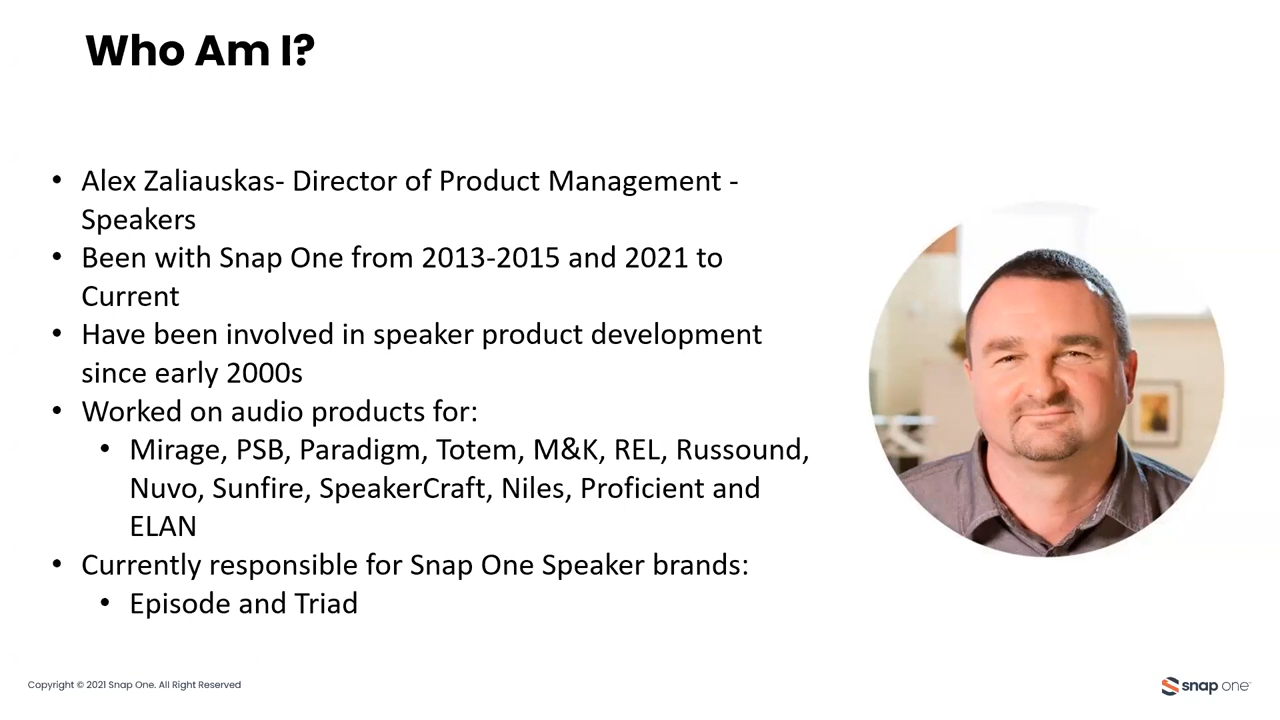 Who Am I?
• Alex Zaliauskas- Director of Product Management -
Speakers
• Been with Snap One from 2013-2015 and 2021 to
Current
• Have been involved in speaker product development
since early 2000s
• Worked on audio products for:
• Mirage, PSB, Paradigm, Totem, M&K, REL, Russound,
Nuvo, Sunfire, SpeakerCraft, Niles, Proficient and
ELAN
• Currently responsible for Snap One Speaker brands:
• Episode and Triad
Copyright © 2021 Snap One. All Right Reserved
snap one